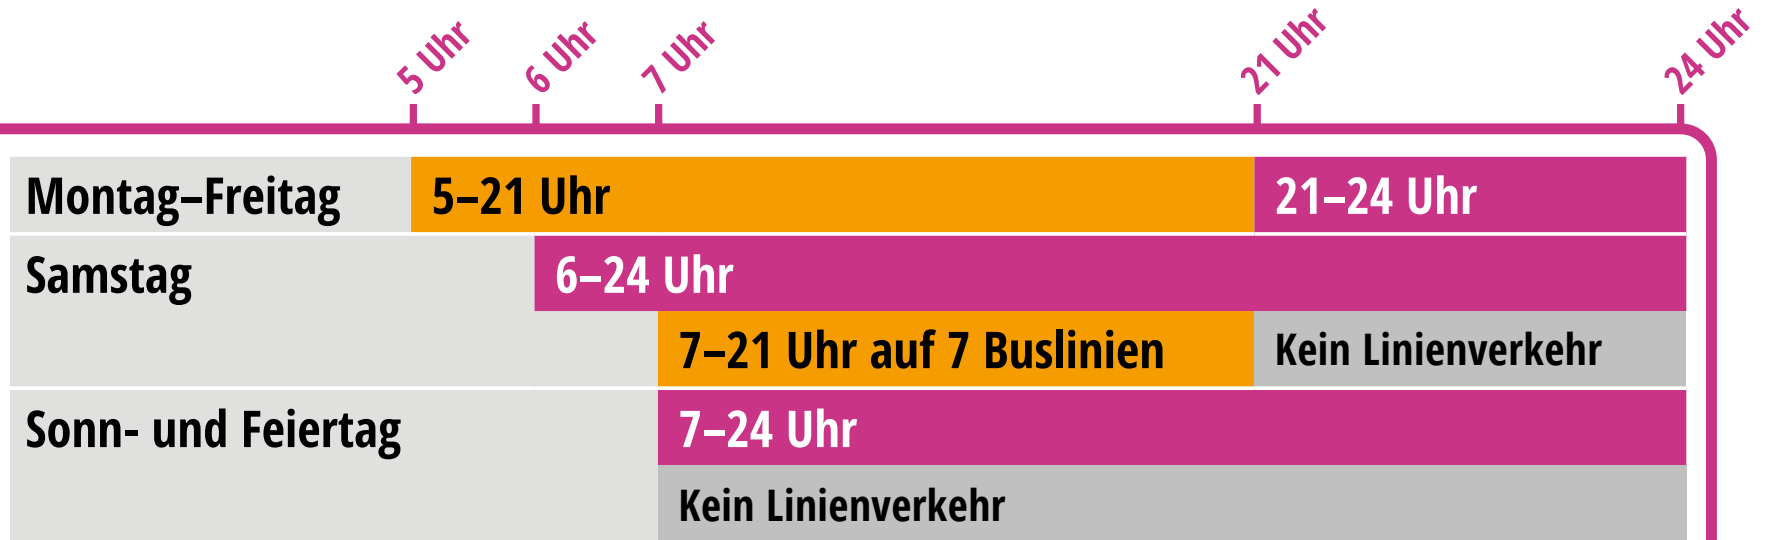 5 Uhr
6 Uhr
7 Uhr
21 Uhr
24 Uhr
Montag–Freitag
5–21 Uhr
21–24 Uhr
Samstag
6–24 Uhr
7–21 Uhr auf 7 Buslinien
Kein Linienverkehr
Sonn- und Feiertag
7–24 Uhr
Kein Linienverkehr